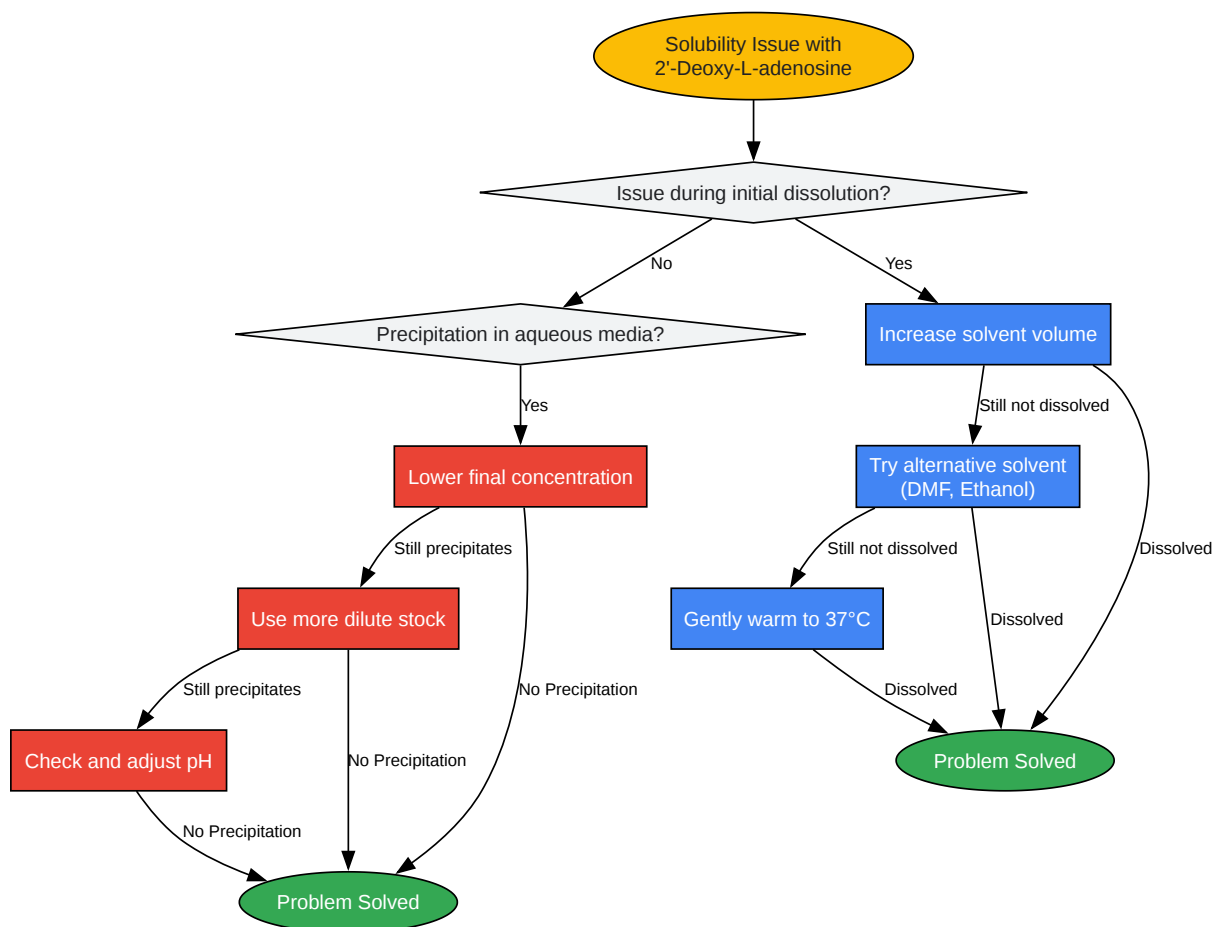 Solubility Issue with
2'-Deoxy-L-adenosine
Issue during initial dissolution?
No
Yes
Precipitation in aqueous media?
Increase solvent volume
Yes
Still not dissolved
Lower final concentration
Try alternative solvent
(DMF, Ethanol)
Still precipitates
Still not dissolved
Dissolved
Use more dilute stock
Gently warm to 37°C
Dissolved
Still precipitates
No Precipitation
Dissolved
Check and adjust pH
No Precipitation
Problem Solved
No Precipitation
Problem Solved